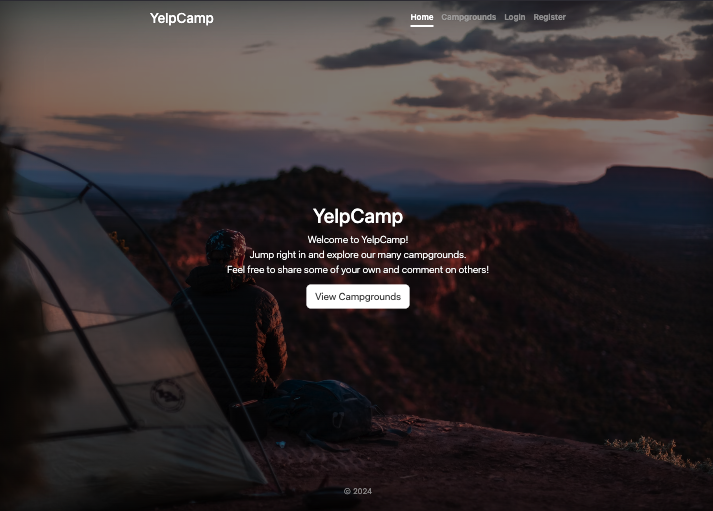 YelpCamp
Home Campgrounds Login Register
YelpCamp
Welcome to YelpCamp!
Jump right in and explore our many campgrounds.
Feel free to share some of your own and comment on others!
View Campgrounds
© 2024